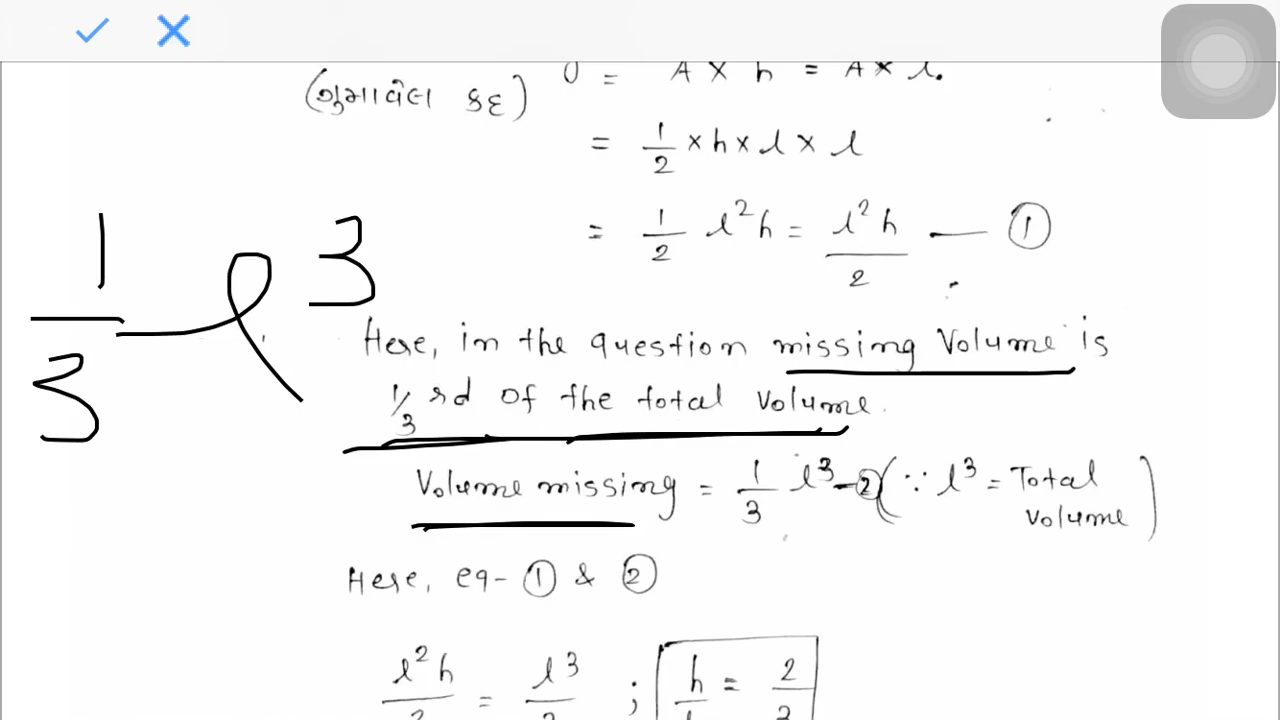 (ગુમાવેલ કદ) U = A × h = A × l.
= 1/2 × h × l × l
= 1/2 l²h = l²h/2 — ①
1/3 l³
Here, in the question missing Volume is
1/3 rd of the total volume.
Volume missing = 1/3 l³ – ② (∵ l³ = Total volume)
Here, eq- ① & ②
l²h/2 = l³/3 ; h/l = 2/3